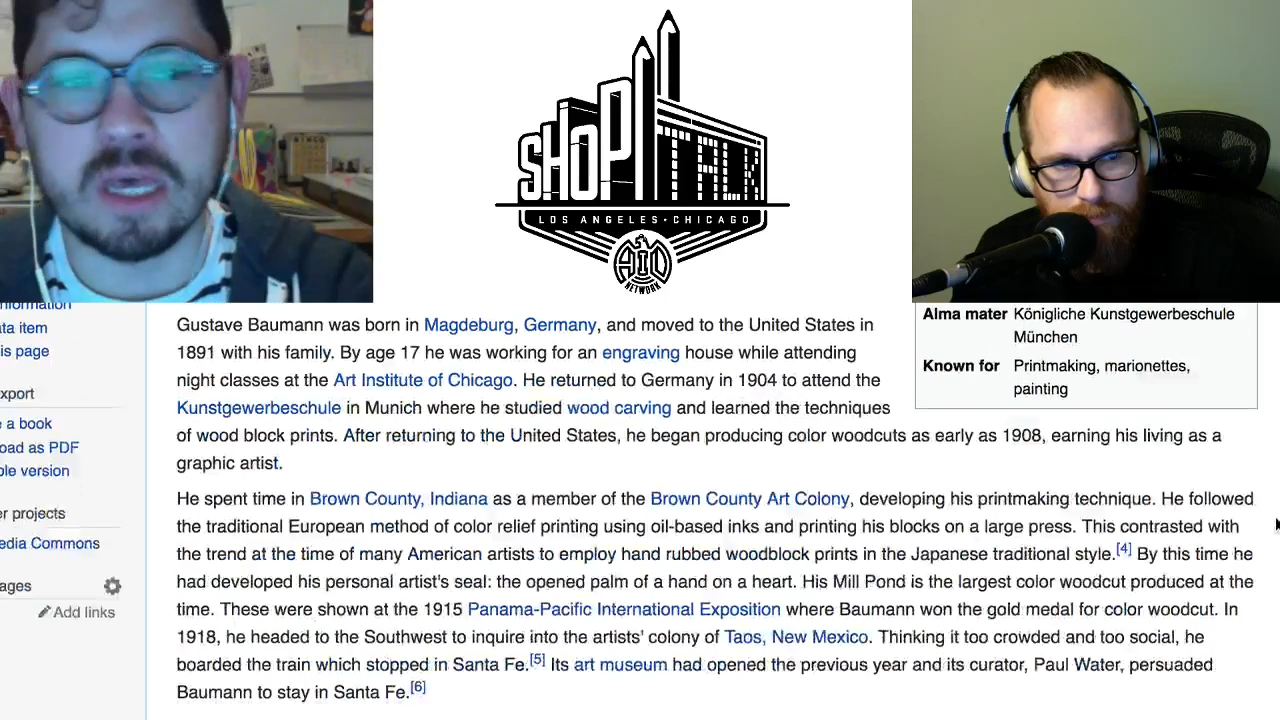 BINGO
SHOP TALK
LOS ANGELES • CHICAGO
AID
NETWORK
information
ata item
is page
xport
e a book
oad as PDF
ble version
er projects
edia Commons
ages
Add links
Gustave Baumann was born in Magdeburg, Germany, and moved to the United States in
1891 with his family. By age 17 he was working for an engraving house while attending
night classes at the Art Institute of Chicago. He returned to Germany in 1904 to attend the
Kunstgewerbeschule in Munich where he studied wood carving and learned the techniques
of wood block prints. After returning to the United States, he began producing color woodcuts as early as 1908, earning his living as a
graphic artist.
He spent time in Brown County, Indiana as a member of the Brown County Art Colony, developing his printmaking technique. He followed
the traditional European method of color relief printing using oil-based inks and printing his blocks on a large press. This contrasted with
the trend at the time of many American artists to employ hand rubbed woodblock prints in the Japanese traditional style.[4] By this time he
had developed his personal artist's seal: the opened palm of a hand on a heart. His Mill Pond is the largest color woodcut produced at the
time. These were shown at the 1915 Panama-Pacific International Exposition where Baumann won the gold medal for color woodcut. In
1918, he headed to the Southwest to inquire into the artists' colony of Taos, New Mexico. Thinking it too crowded and too social, he
boarded the train which stopped in Santa Fe.[5] Its art museum had opened the previous year and its curator, Paul Water, persuaded
Baumann to stay in Santa Fe.[6]
Alma mater Königliche Kunstgewerbeschule
München
Known for Printmaking, marionettes,
painting